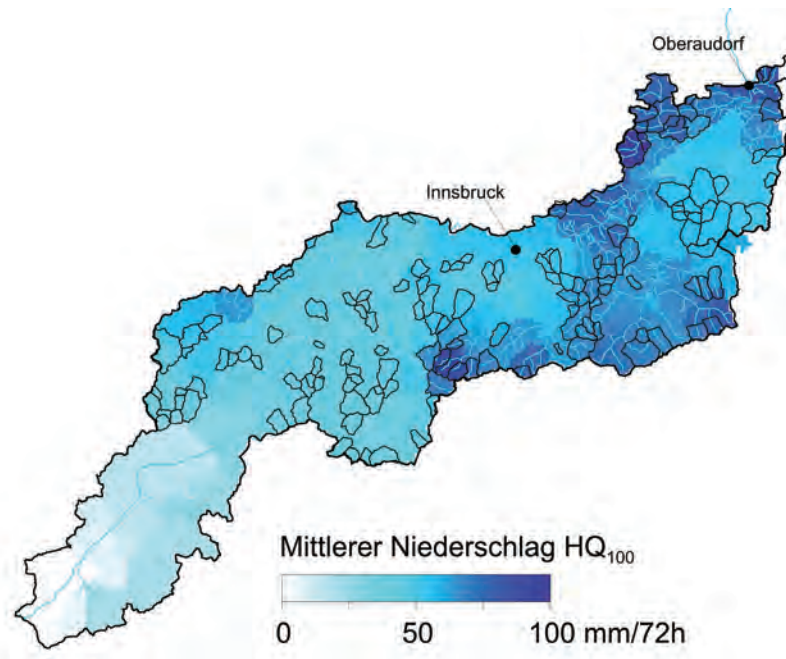 Oberaudorf
Innsbruck
Mittlerer Niederschlag HQ₁₀₀
0 50 100 mm/72h